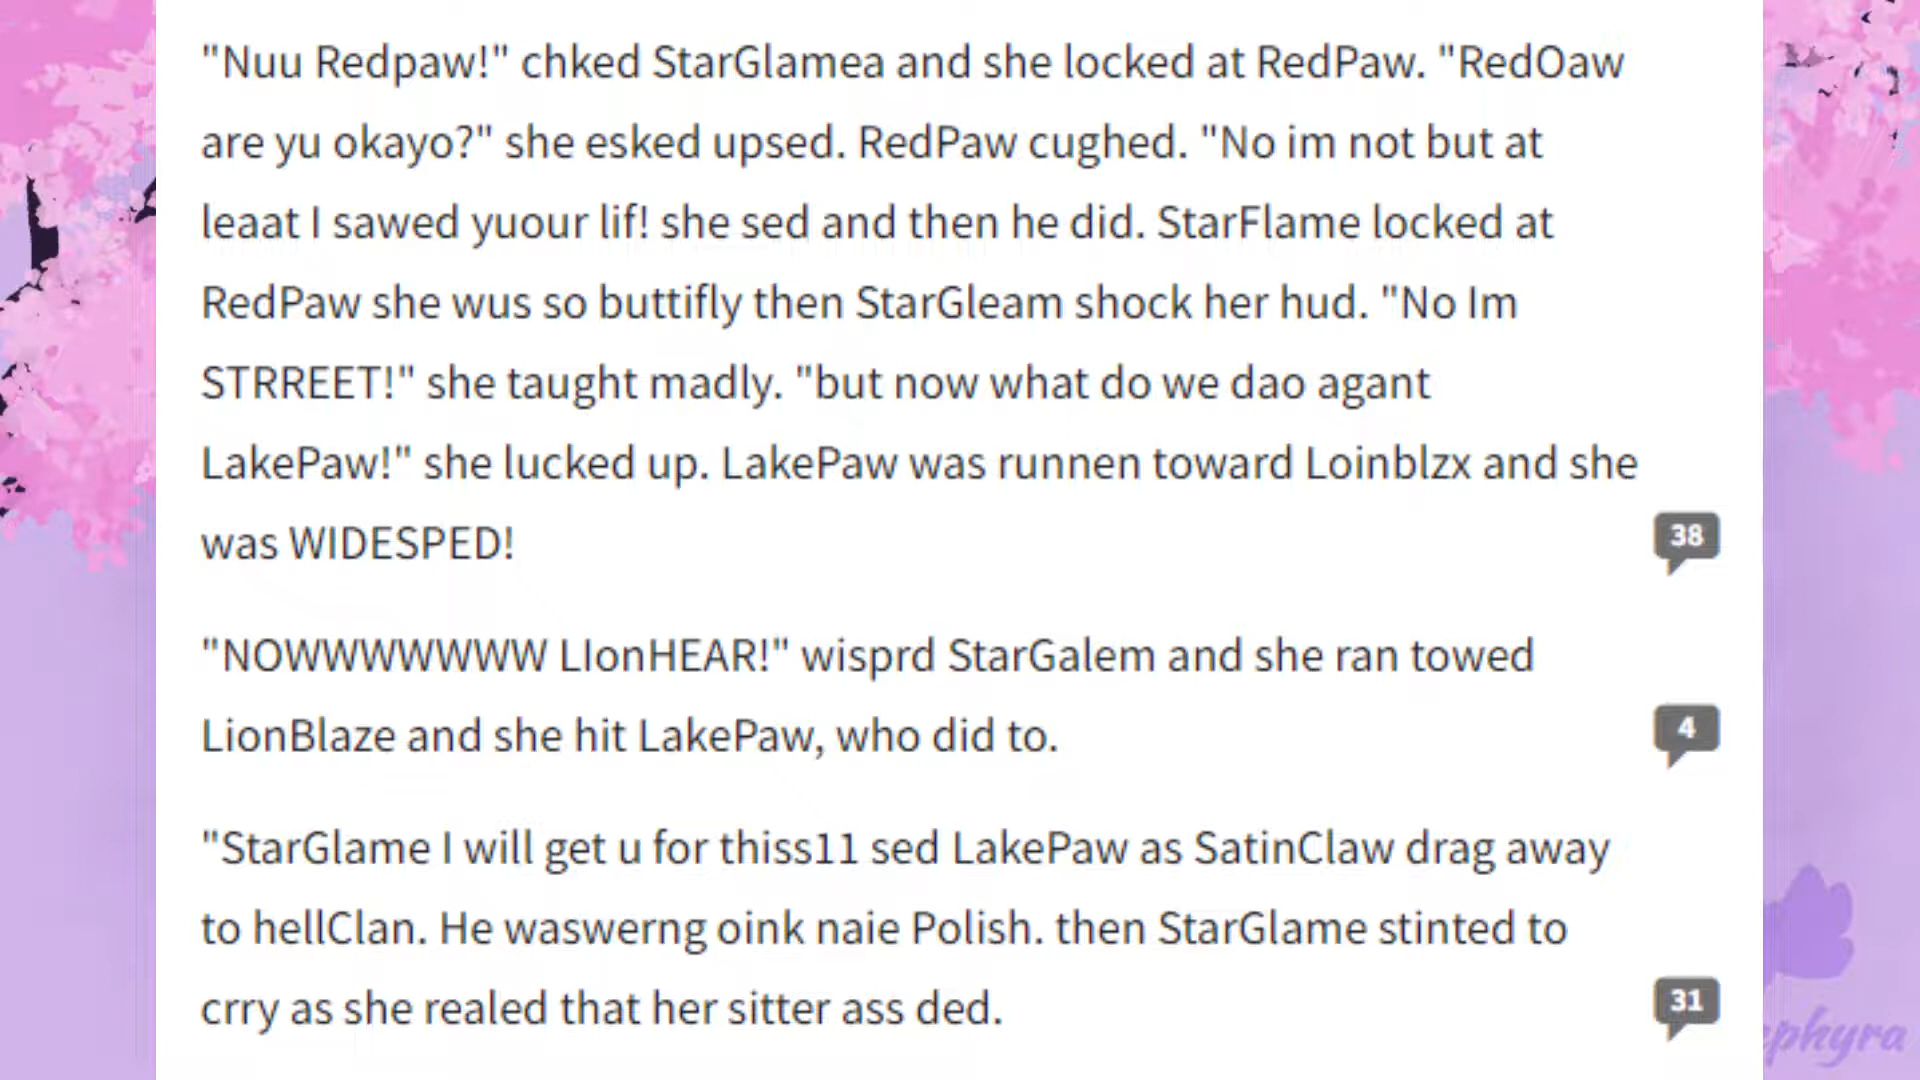 "Nuu Redpaw!" chked StarGlamea and she locked at RedPaw. "RedOaw
are yu okayo?" she esked upsed. RedPaw cughed. "No im not but at
leaat I sawed yuour lif! she sed and then he did. StarFlame locked at
RedPaw she wus so buttifly then StarGleam shock her hud. "No Im
STRREET!" she taught madly. "but now what do we dao agant
LakePaw!" she lucked up. LakePaw was runnen toward Loinblzx and she
was WIDESPED!
38
"NOWWWWWWW LIonHEAR!" wisprd StarGalem and she ran towed
LionBlaze and she hit LakePaw, who did to.
4
"StarGlame I will get u for thiss11 sed LakePaw as SatinClaw drag away
to hellClan. He waswerng oink naie Polish. then StarGlame stinted to
crry as she realed that her sitter ass ded.
31